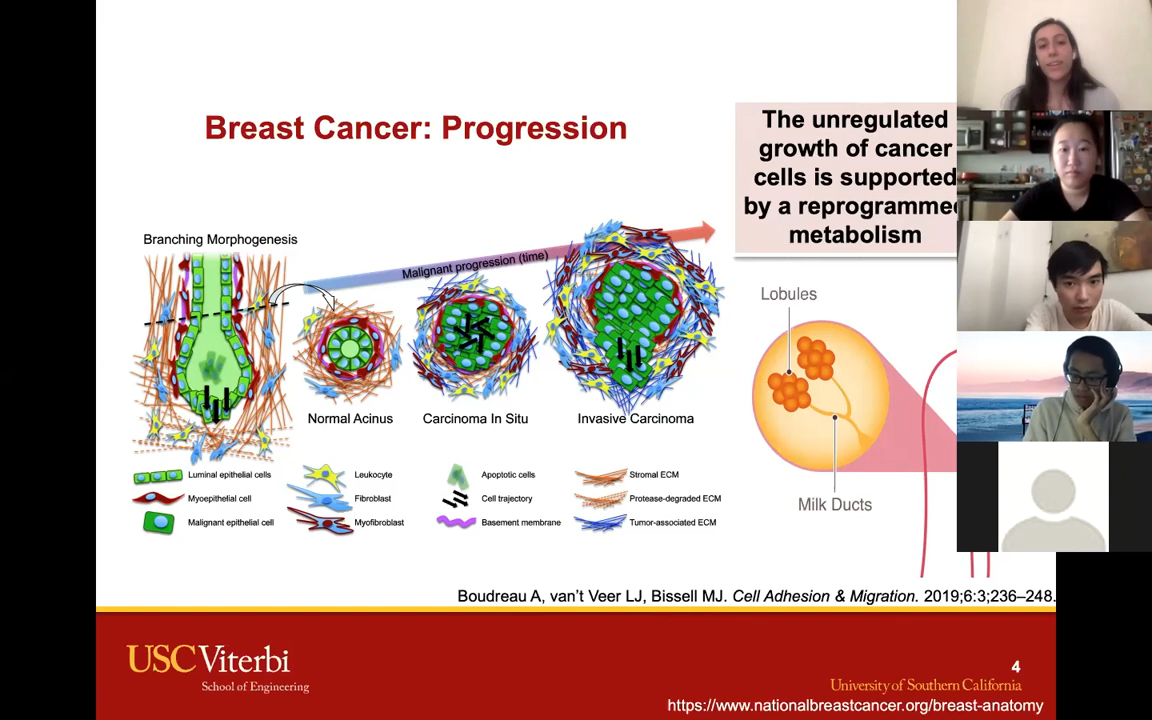 Breast Cancer: Progression
The unregulated
growth of cancer
cells is supported
by a reprogrammed
metabolism
Branching Morphogenesis
Malignant progression (time)
Normal Acinus
Carcinoma In Situ
Invasive Carcinoma
Lobules
Milk Ducts
Luminal epithelial cells
Leukocyte
Apoptotic cells
Stromal ECM
Myoepithelial cell
Fibroblast
Cell trajectory
Protease-degraded ECM
Malignant epithelial cell
Myofibroblast
Basement membrane
Tumor-associated ECM
Boudreau A, van't Veer LJ, Bissell MJ. Cell Adhesion & Migration. 2019;6:3;236–248.
USC Viterbi
School of Engineering
4
University of Southern California
https://www.nationalbreastcancer.org/breast-anatomy